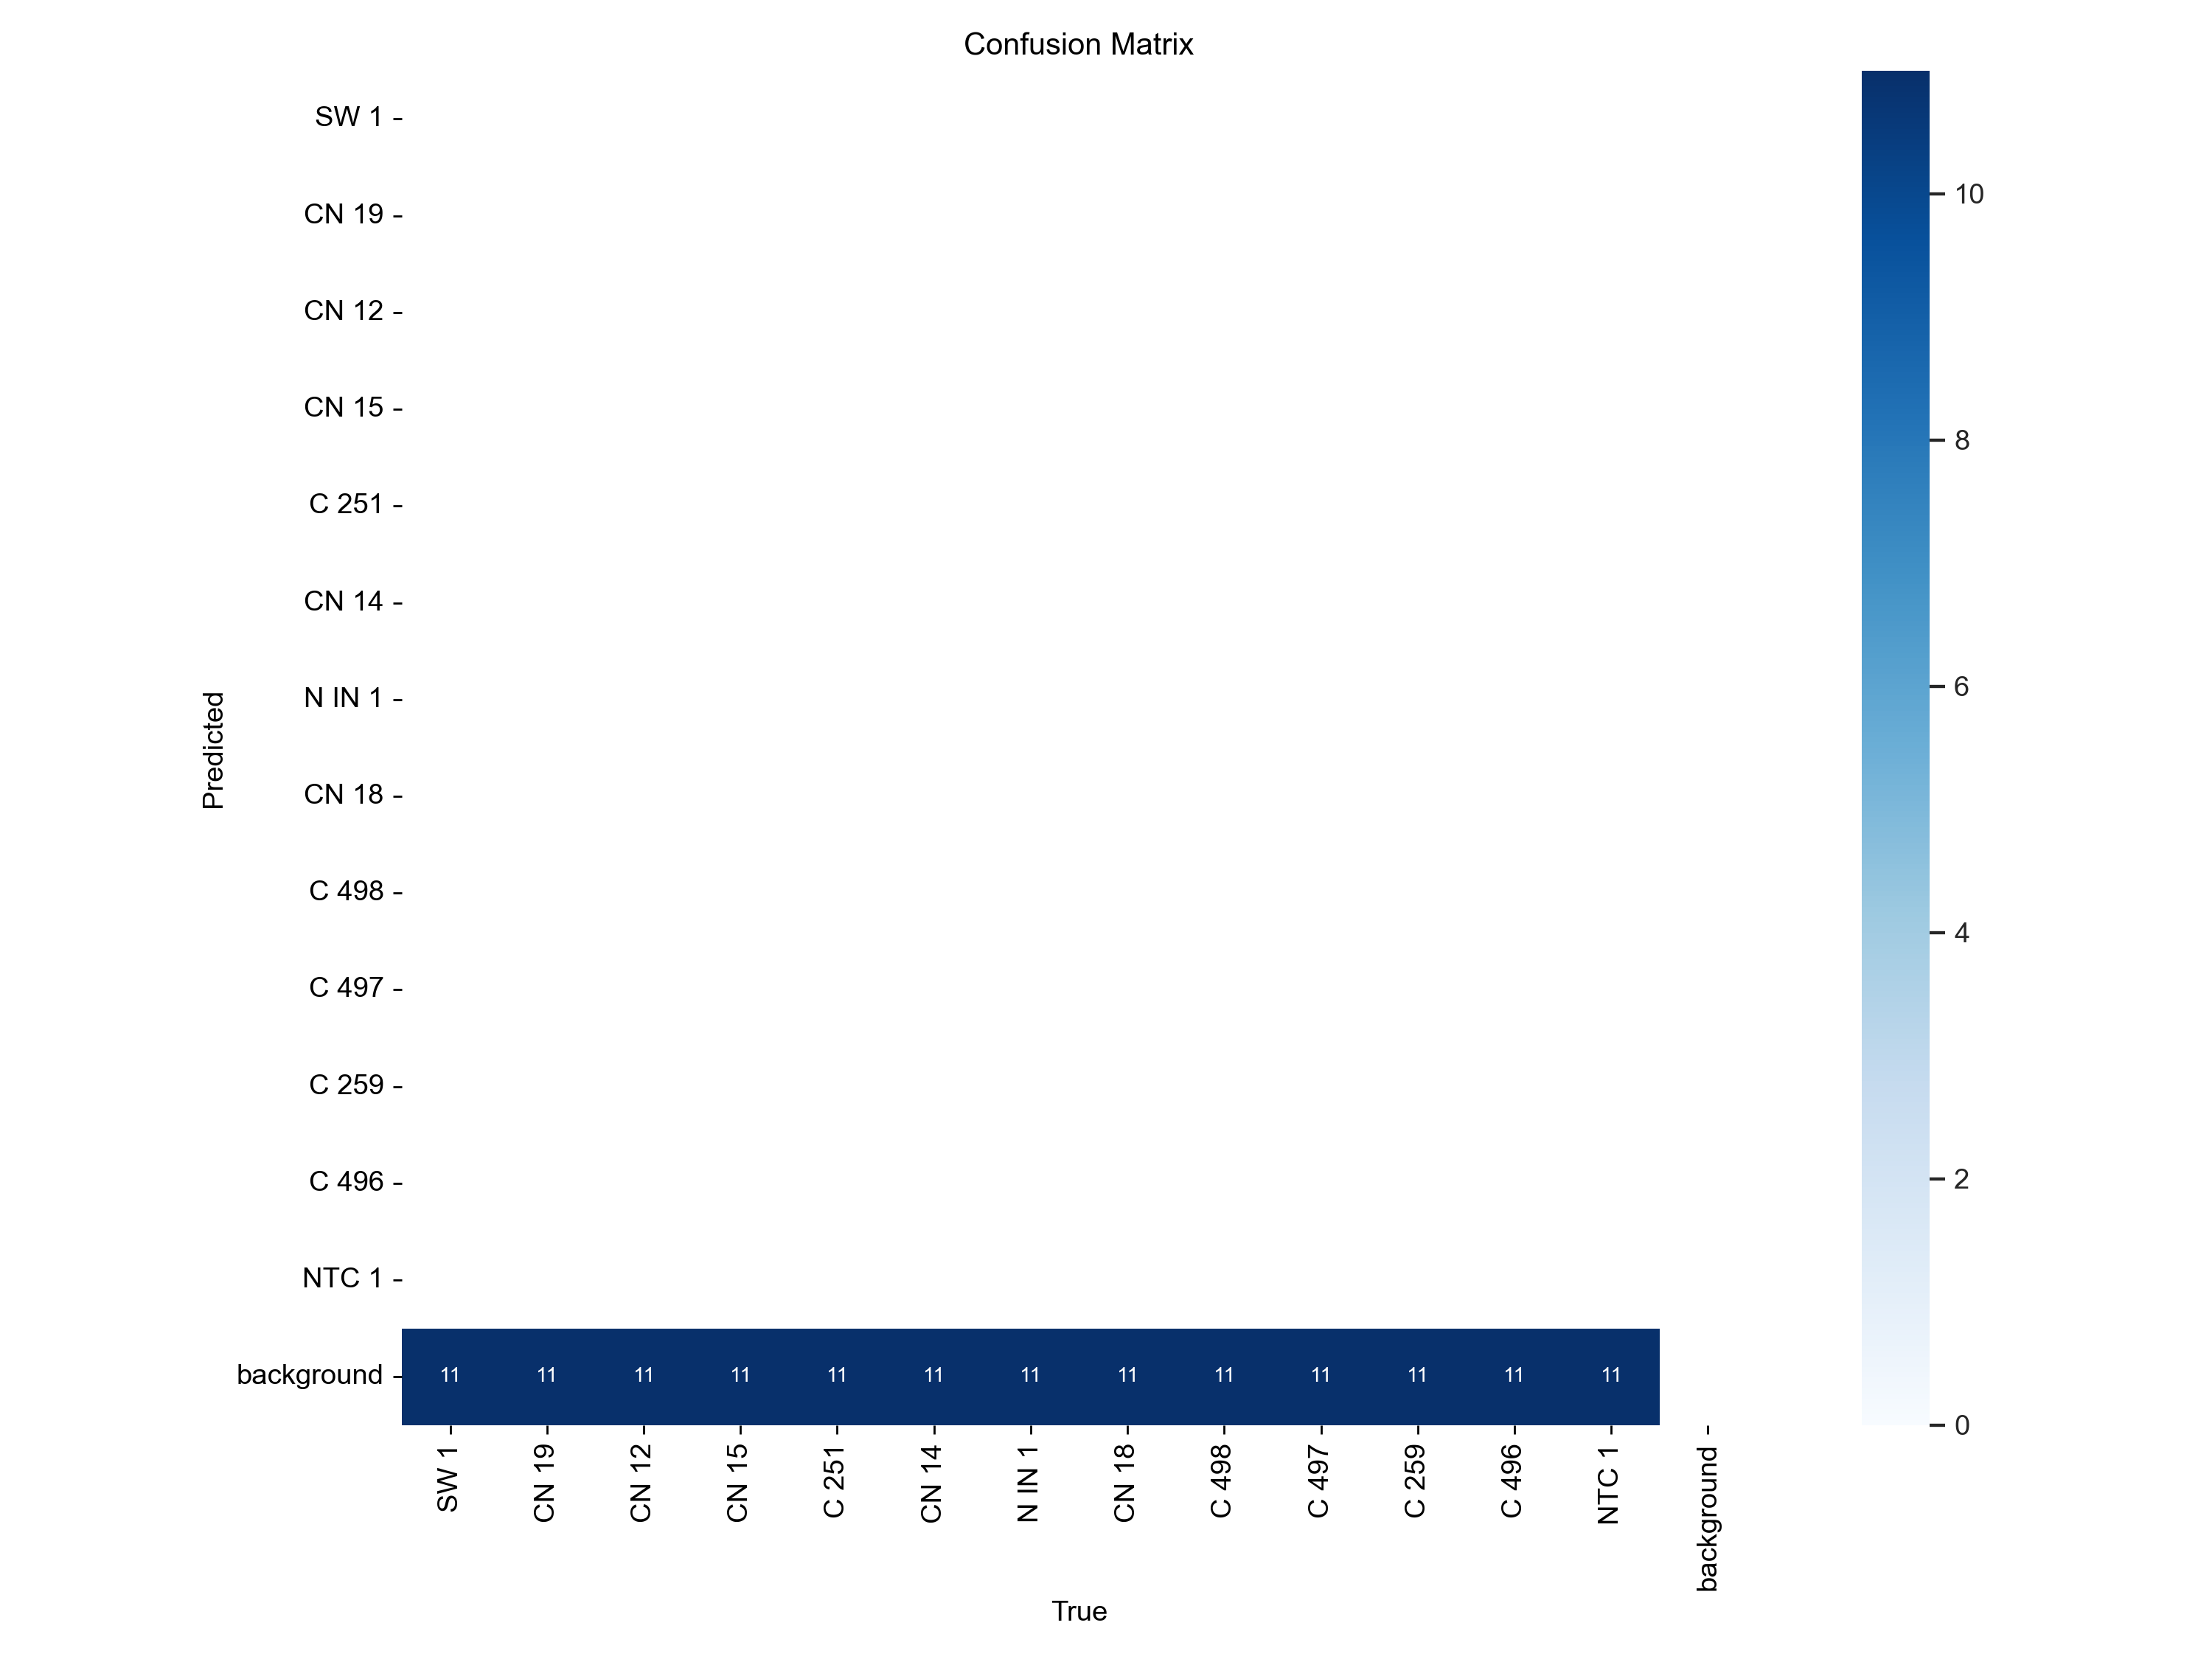 Confusion Matrix
SW 1
CN 19
CN 12
CN 15
C 251
CN 14
N IN 1
CN 18
C 498
C 497
C 259
C 496
NTC 1
background
Predicted
11 11 11 11 11 11 11 11 11 11 11 11 11
SW 1
CN 19
CN 12
CN 15
C 251
CN 14
N IN 1
CN 18
C 498
C 497
C 259
C 496
NTC 1
background
True
10
8
6
4
2
0